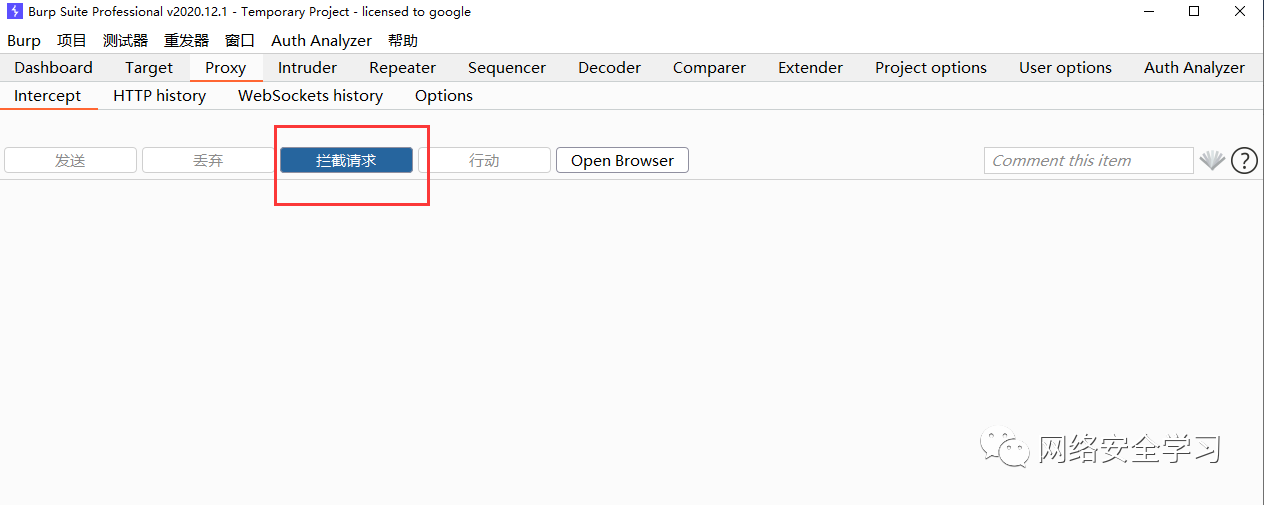 Burp Suite Professional v2020.12.1 - Temporary Project - licensed to google
Burp 项目 测试器 重发器 窗口 Auth Analyzer 帮助
Dashboard Target Proxy Intruder Repeater Sequencer Decoder Comparer Extender Project options User options Auth Analyzer
Intercept HTTP history WebSockets history Options
发送 丢弃 拦截请求 行动 Open Browser Comment this item ?
网络安全学习